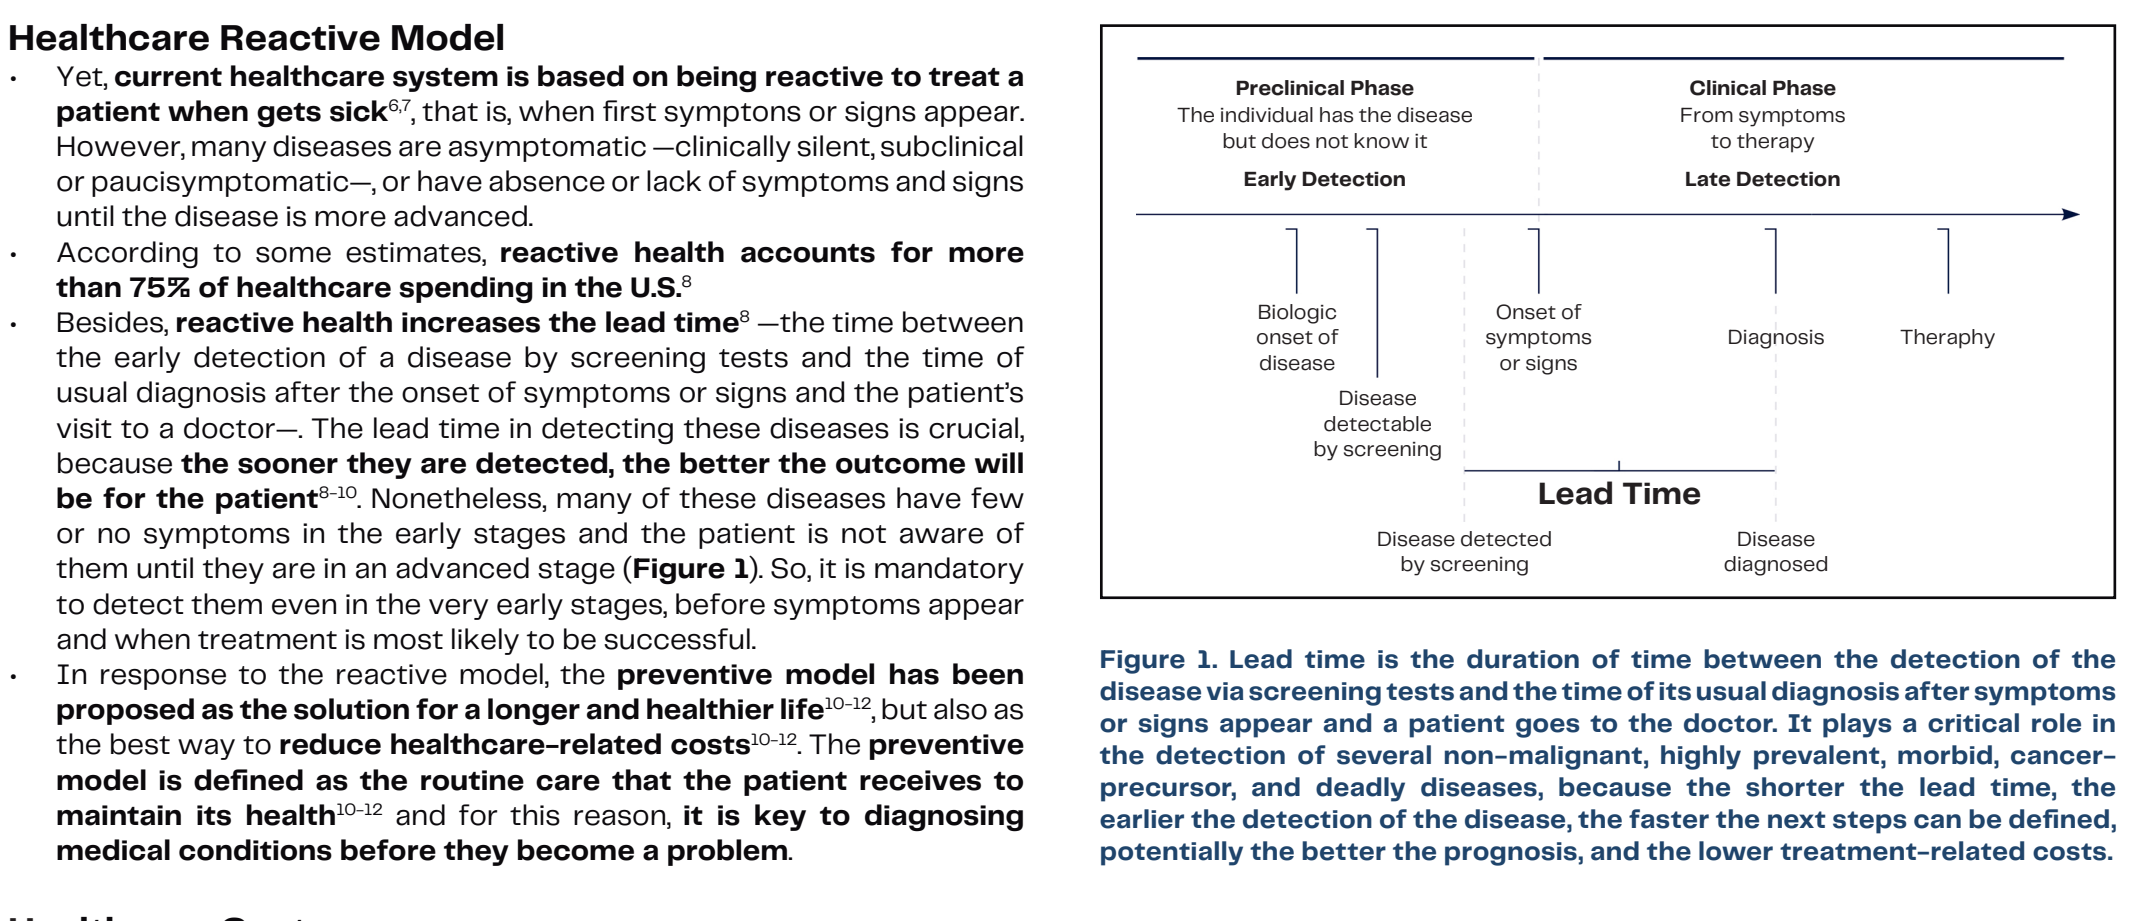 Healthcare Reactive Model
• Yet, current healthcare system is based on being reactive to treat a
patient when gets sick6,7, that is, when first symptons or signs appear.
However, many diseases are asymptomatic —clinically silent, subclinical
or paucisymptomatic—, or have absence or lack of symptoms and signs
until the disease is more advanced.
• According to some estimates, reactive health accounts for more
than 75% of healthcare spending in the U.S.8
• Besides, reactive health increases the lead time8 —the time between
the early detection of a disease by screening tests and the time of
usual diagnosis after the onset of symptoms or signs and the patient's
visit to a doctor—. The lead time in detecting these diseases is crucial,
because the sooner they are detected, the better the outcome will
be for the patient8-10. Nonetheless, many of these diseases have few
or no symptoms in the early stages and the patient is not aware of
them until they are in an advanced stage (Figure 1). So, it is mandatory
to detect them even in the very early stages, before symptoms appear
and when treatment is most likely to be successful.
• In response to the reactive model, the preventive model has been
proposed as the solution for a longer and healthier life10-12, but also as
the best way to reduce healthcare-related costs10-12. The preventive
model is defined as the routine care that the patient receives to
maintain its health10-12 and for this reason, it is key to diagnosing
medical conditions before they become a problem.
Preclinical Phase
The individual has the disease
but does not know it
Early Detection
Clinical Phase
From symptoms
to therapy
Late Detection
Biologic
onset of
disease
Disease
detectable
by screening
Onset of
symptoms
or signs
Diagnosis
Theraphy
Lead Time
Disease detected
by screening
Disease
diagnosed
Figure 1. Lead time is the duration of time between the detection of the
disease via screening tests and the time of its usual diagnosis after symptoms
or signs appear and a patient goes to the doctor. It plays a critical role in
the detection of several non-malignant, highly prevalent, morbid, cancer-
precursor, and deadly diseases, because the shorter the lead time, the
earlier the detection of the disease, the faster the next steps can be defined,
potentially the better the prognosis, and the lower treatment-related costs.